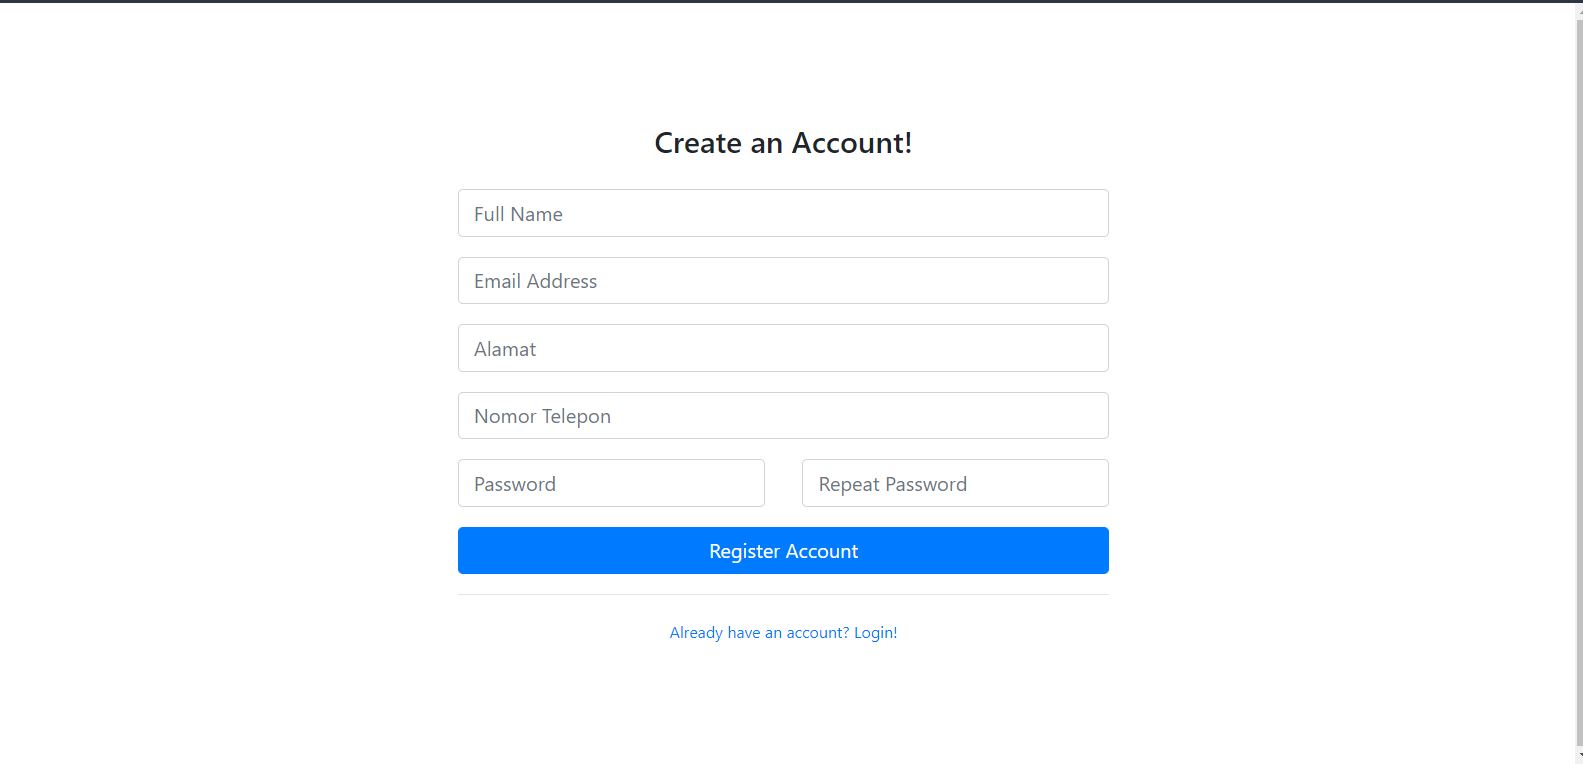 Create an Account!
Full Name
Email Address
Alamat
Nomor Telepon
Password Repeat Password
Register Account
Already have an account? Login!